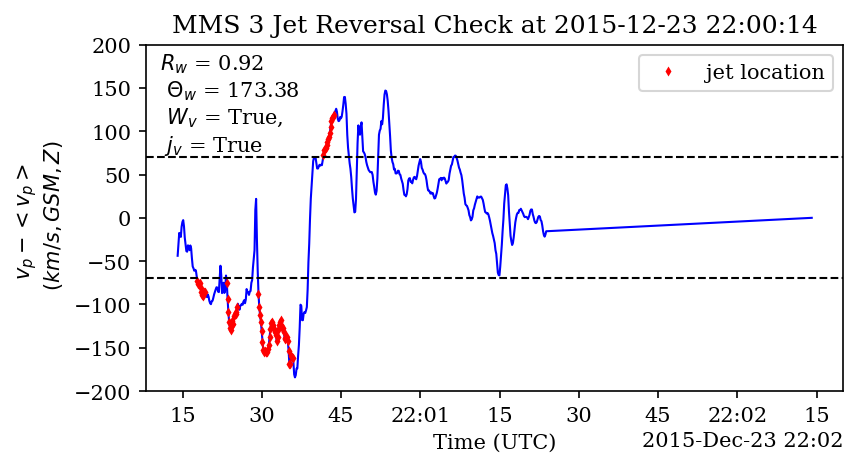 MMS 3 Jet Reversal Check at 2015-12-23 22:00:14
R_w = 0.92
Θ_w = 173.38
W_v = True,
j_v = True
jet location
v_p − < v_p >
(km/s, GSM, Z)
200
150
100
50
0
−50
−100
−150
−200
15 30 45 22:01 15 30 45 22:02 15
Time (UTC)
2015-Dec-23 22:02